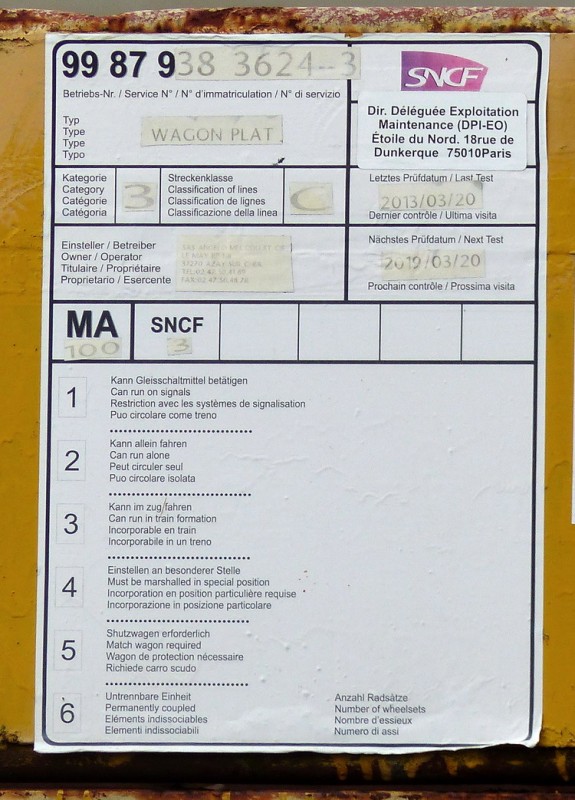 99 87 938 3624--3
SNCF
Betriebs-Nr. / Service N° / N° d'immatriculation / N° di servizio
Dir. Déléguée Exploitation
Maintenance (DPI-EO)
Étoile du Nord. 18rue de
Dunkerque 75010Paris
Typ
Type
Type
Tipo
WAGON PLAT
Kategorie
Category
Catégorie
Catégoria
3
Streckenklasse
Classification of lines
Classification de lignes
Classificazione della linea
C
Letztes Prüfdatum / Last Test
2013/03/20
Dernier contrôle / Ultima visita
Einsteller / Betreiber
Owner / Operator
Titulaire / Propriétaire
Proprietario / Esercente
Nächstes Prüfdatum / Next Test
2019/03/20
Prochain contrôle / Prossima visita
MA
100
SNCF
3
1
Kann Gleisschaltmittel betätigen
Can run on signals
Restriction avec les systèmes de signalisation
Puo circolare come treno
2
Kann allein fahren
Can run alone
Peut circuler seul
Puo circolare isolata
3
Kann im zug/fahren
Can run in train formation
Incorporable en train
Incorporabile in un treno
4
Einstellen an besonderer Stelle
Must be marshalled in special position
Incorporation en position particulière requise
Incorporazione in posizione particolare
5
Shutzwagen erforderlich
Match wagon required
Wagon de protection nécessaire
Richiede carro scudo
6
Untrennbare Einheit
Permanently coupled
Eléments indissociables
Elementi indissociabili
Anzahl Radsätze
Number of wheelsets
Nombre d'essieux
Numero di assi